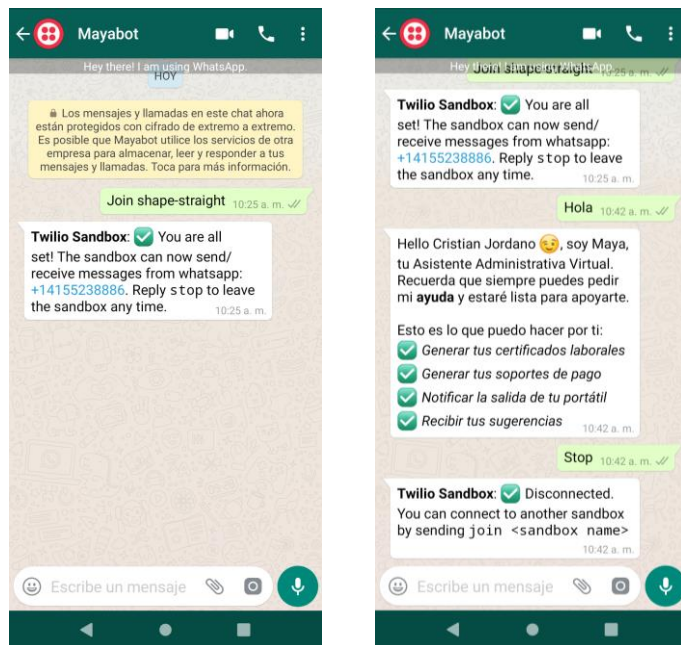 Mayabot
Hey there! I am using WhatsApp.
HOY
Los mensajes y llamadas en este chat ahora
están protegidos con cifrado de extremo a extremo.
Es posible que Mayabot utilice los servicios de otra
empresa para almacenar, leer y responder a tus
mensajes y llamadas. Toca para más información.
Join shape-straight 10:25 a. m.
Twilio Sandbox: ✅ You are all
set! The sandbox can now send/
receive messages from whatsapp:
+14155238886. Reply stop to leave
the sandbox any time. 10:25 a. m.
Escribe un mensaje
Mayabot
Hey there! I am using WhatsApp.
Join shape-straight 10:25 a. m.
Twilio Sandbox: ✅ You are all
set! The sandbox can now send/
receive messages from whatsapp:
+14155238886. Reply stop to leave
the sandbox any time. 10:25 a. m.
Hola 10:42 a. m.
Hello Cristian Jordano 😉, soy Maya,
tu Asistente Administrativa Virtual.
Recuerda que siempre puedes pedir
mi ayuda y estaré lista para apoyarte.
Esto es lo que puedo hacer por ti:
✅ Generar tus certificados laborales
✅ Generar tus soportes de pago
✅ Notificar la salida de tu portátil
✅ Recibir tus sugerencias 10:42 a. m.
Stop 10:42 a. m.
Twilio Sandbox: ✅ Disconnected.
You can connect to another sandbox
by sending join <sandbox name>
10:42 a. m.
Escribe un mensaje